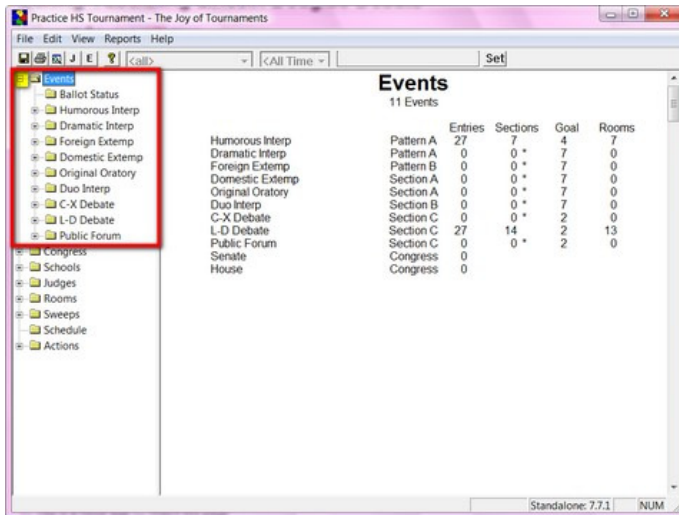 Practice HS Tournament - The Joy of Tournaments
File Edit View Reports Help
J E ? <all> <All Time Set
Events
Ballot Status
Humorous Interp
Dramatic Interp
Foreign Extemp
Domestic Extemp
Original Oratory
Duo Interp
C-X Debate
L-D Debate
Public Forum
Congress
Schools
Judges
Rooms
Sweeps
Schedule
Actions
Events
11 Events
Entries Sections Goal Rooms
Humorous Interp Pattern A 27 7 4 7
Dramatic Interp Pattern A 0 0 * 7 0
Foreign Extemp Pattern B 0 0 * 7 0
Domestic Extemp Section A 0 0 * 7 0
Original Oratory Section A 0 0 * 7 0
Duo Interp Section B 0 0 * 7 0
C-X Debate Section C 0 0 * 2 0
L-D Debate Section C 27 14 2 13
Public Forum Section C 0 0 * 2 0
Senate Congress 0
House Congress 0
Standalone: 7.7.1 NUM